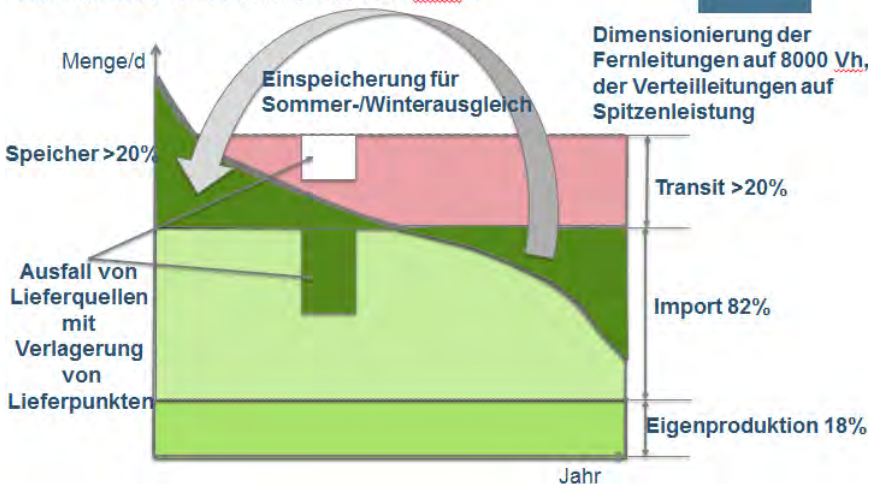 Menge/d
Einspeicherung für
Sommer-/Winterausgleich
Dimensionierung der
Fernleitungen auf 8000 Vh,
der Verteilleitungen auf
Spitzenleistung
Speicher >20%
Transit >20%
Ausfall von
Lieferquellen
mit
Verlagerung
von
Lieferpunkten
Import 82%
Eigenproduktion 18%
Jahr